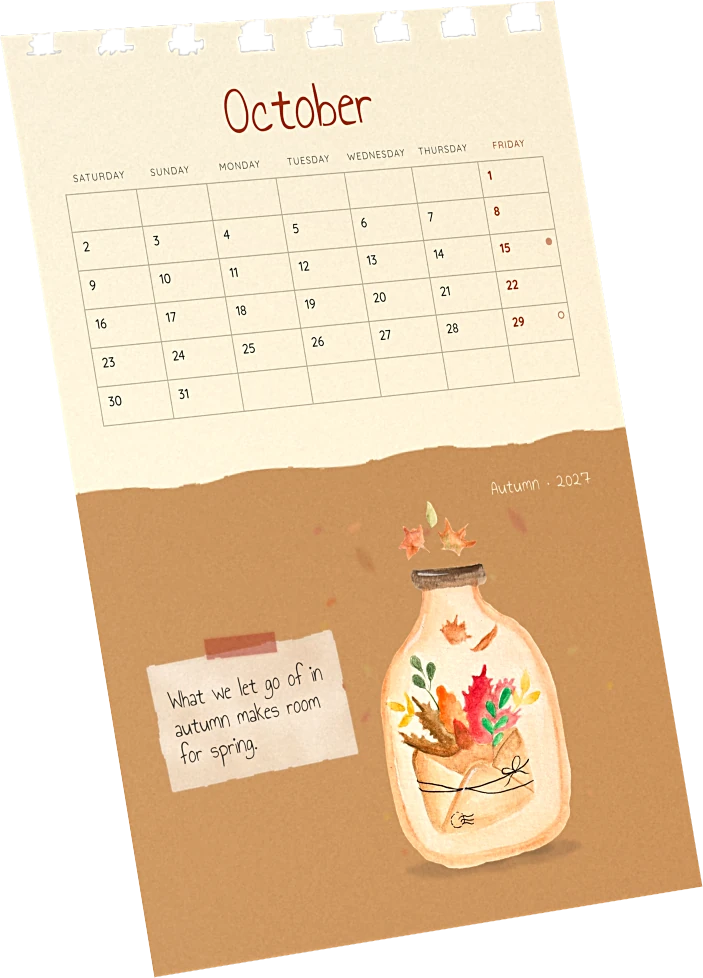 October
SATURDAY SUNDAY MONDAY TUESDAY WEDNESDAY THURSDAY FRIDAY
1
2 3 4 5 6 7 8
9 10 11 12 13 14 15
16 17 18 19 20 21 22
23 24 25 26 27 28 29
30 31
Autumn · 2027
What we let go of in
autumn makes room
for spring.